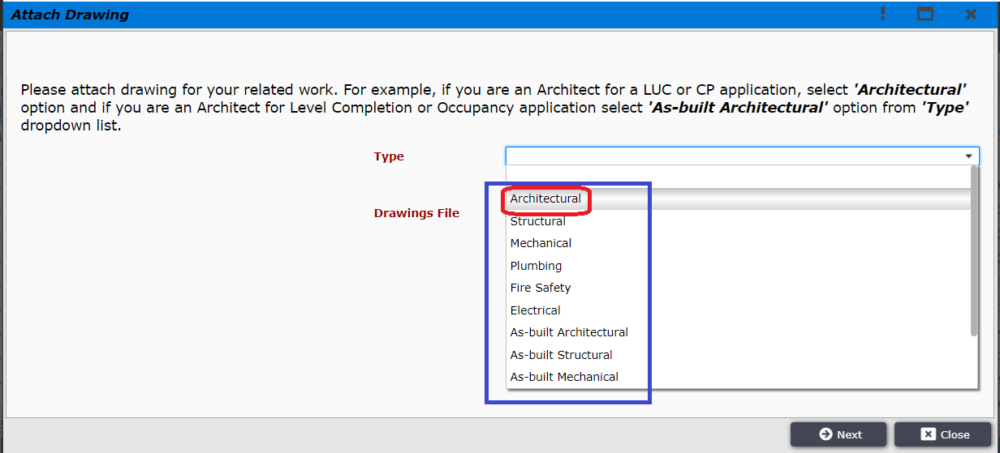 Attach Drawing
Please attach drawing for your related work. For example, if you are an Architect for a LUC or CP application, select 'Architectural'
option and if you are an Architect for Level Completion or Occupancy application select 'As-built Architectural' option from 'Type'
dropdown list.
Type
Architectural
Drawings File
Structural
Mechanical
Plumbing
Fire Safety
Electrical
As-built Architectural
As-built Structural
As-built Mechanical
Next
Close